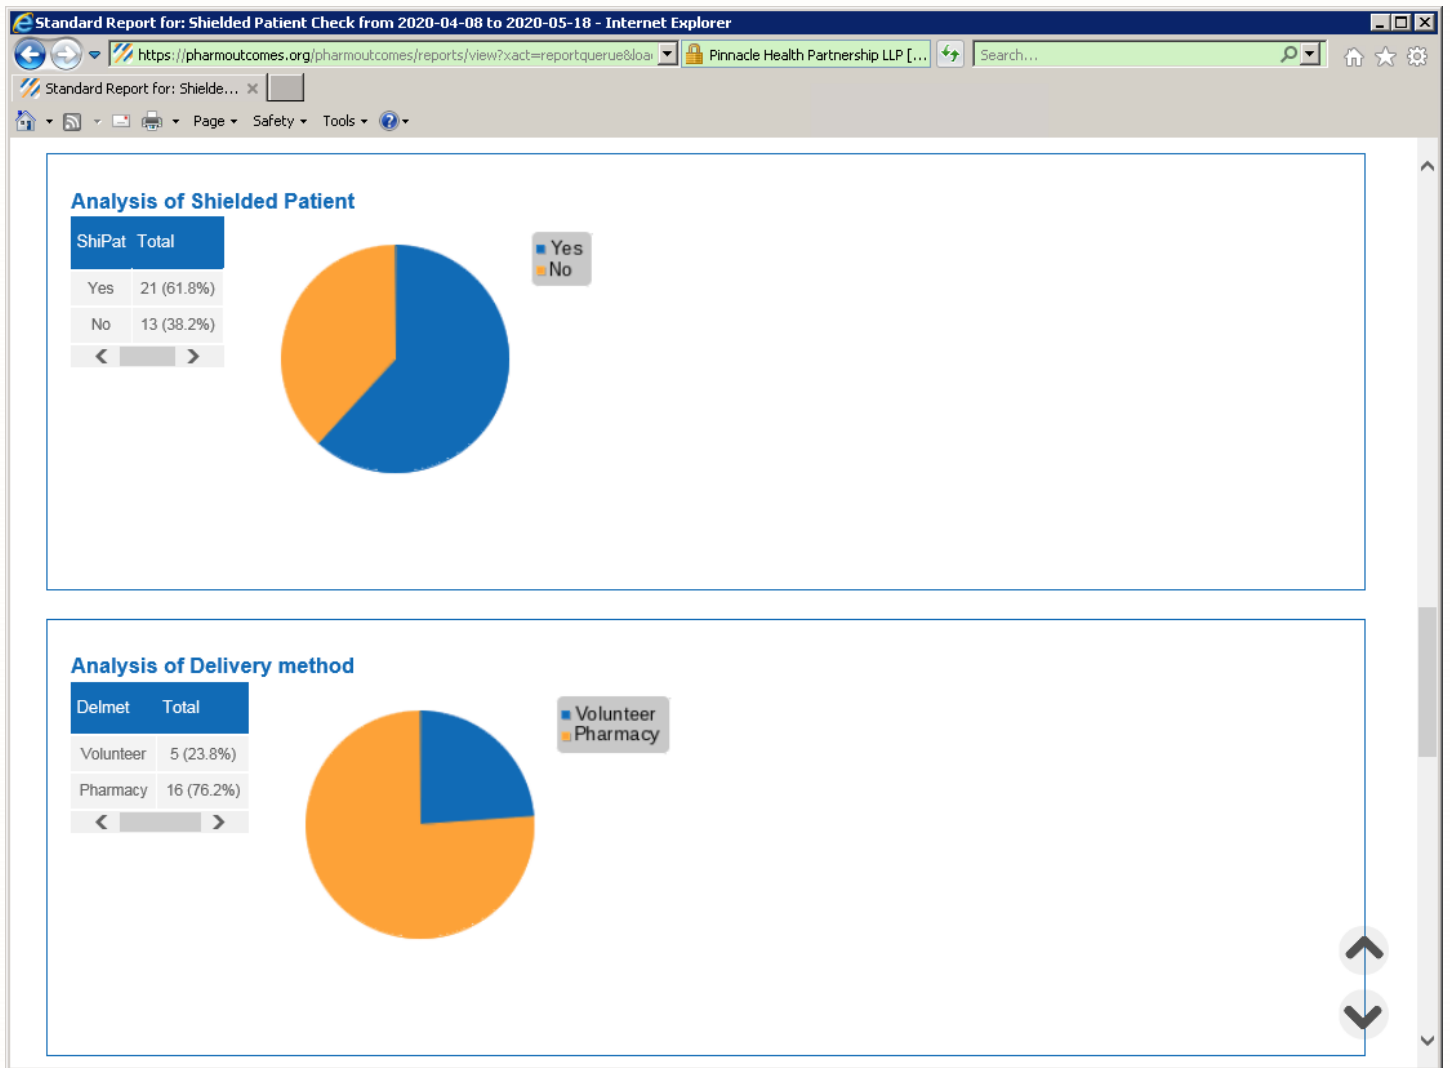 Standard Report for: Shielded Patient Check from 2020-04-08 to 2020-05-18 - Internet Explorer
https://pharmoutcomes.org/pharmoutcomes/reports/view?xact=reportquerue&loa
Pinnacle Health Partnership LLP [...
Search...
Standard Report for: Shielde...
Page
Safety
Tools
Analysis of Shielded Patient
ShiPat Total
Yes 21 (61.8%)
No 13 (38.2%)
Yes
No
Analysis of Delivery method
Delmet Total
Volunteer 5 (23.8%)
Pharmacy 16 (76.2%)
Volunteer
Pharmacy